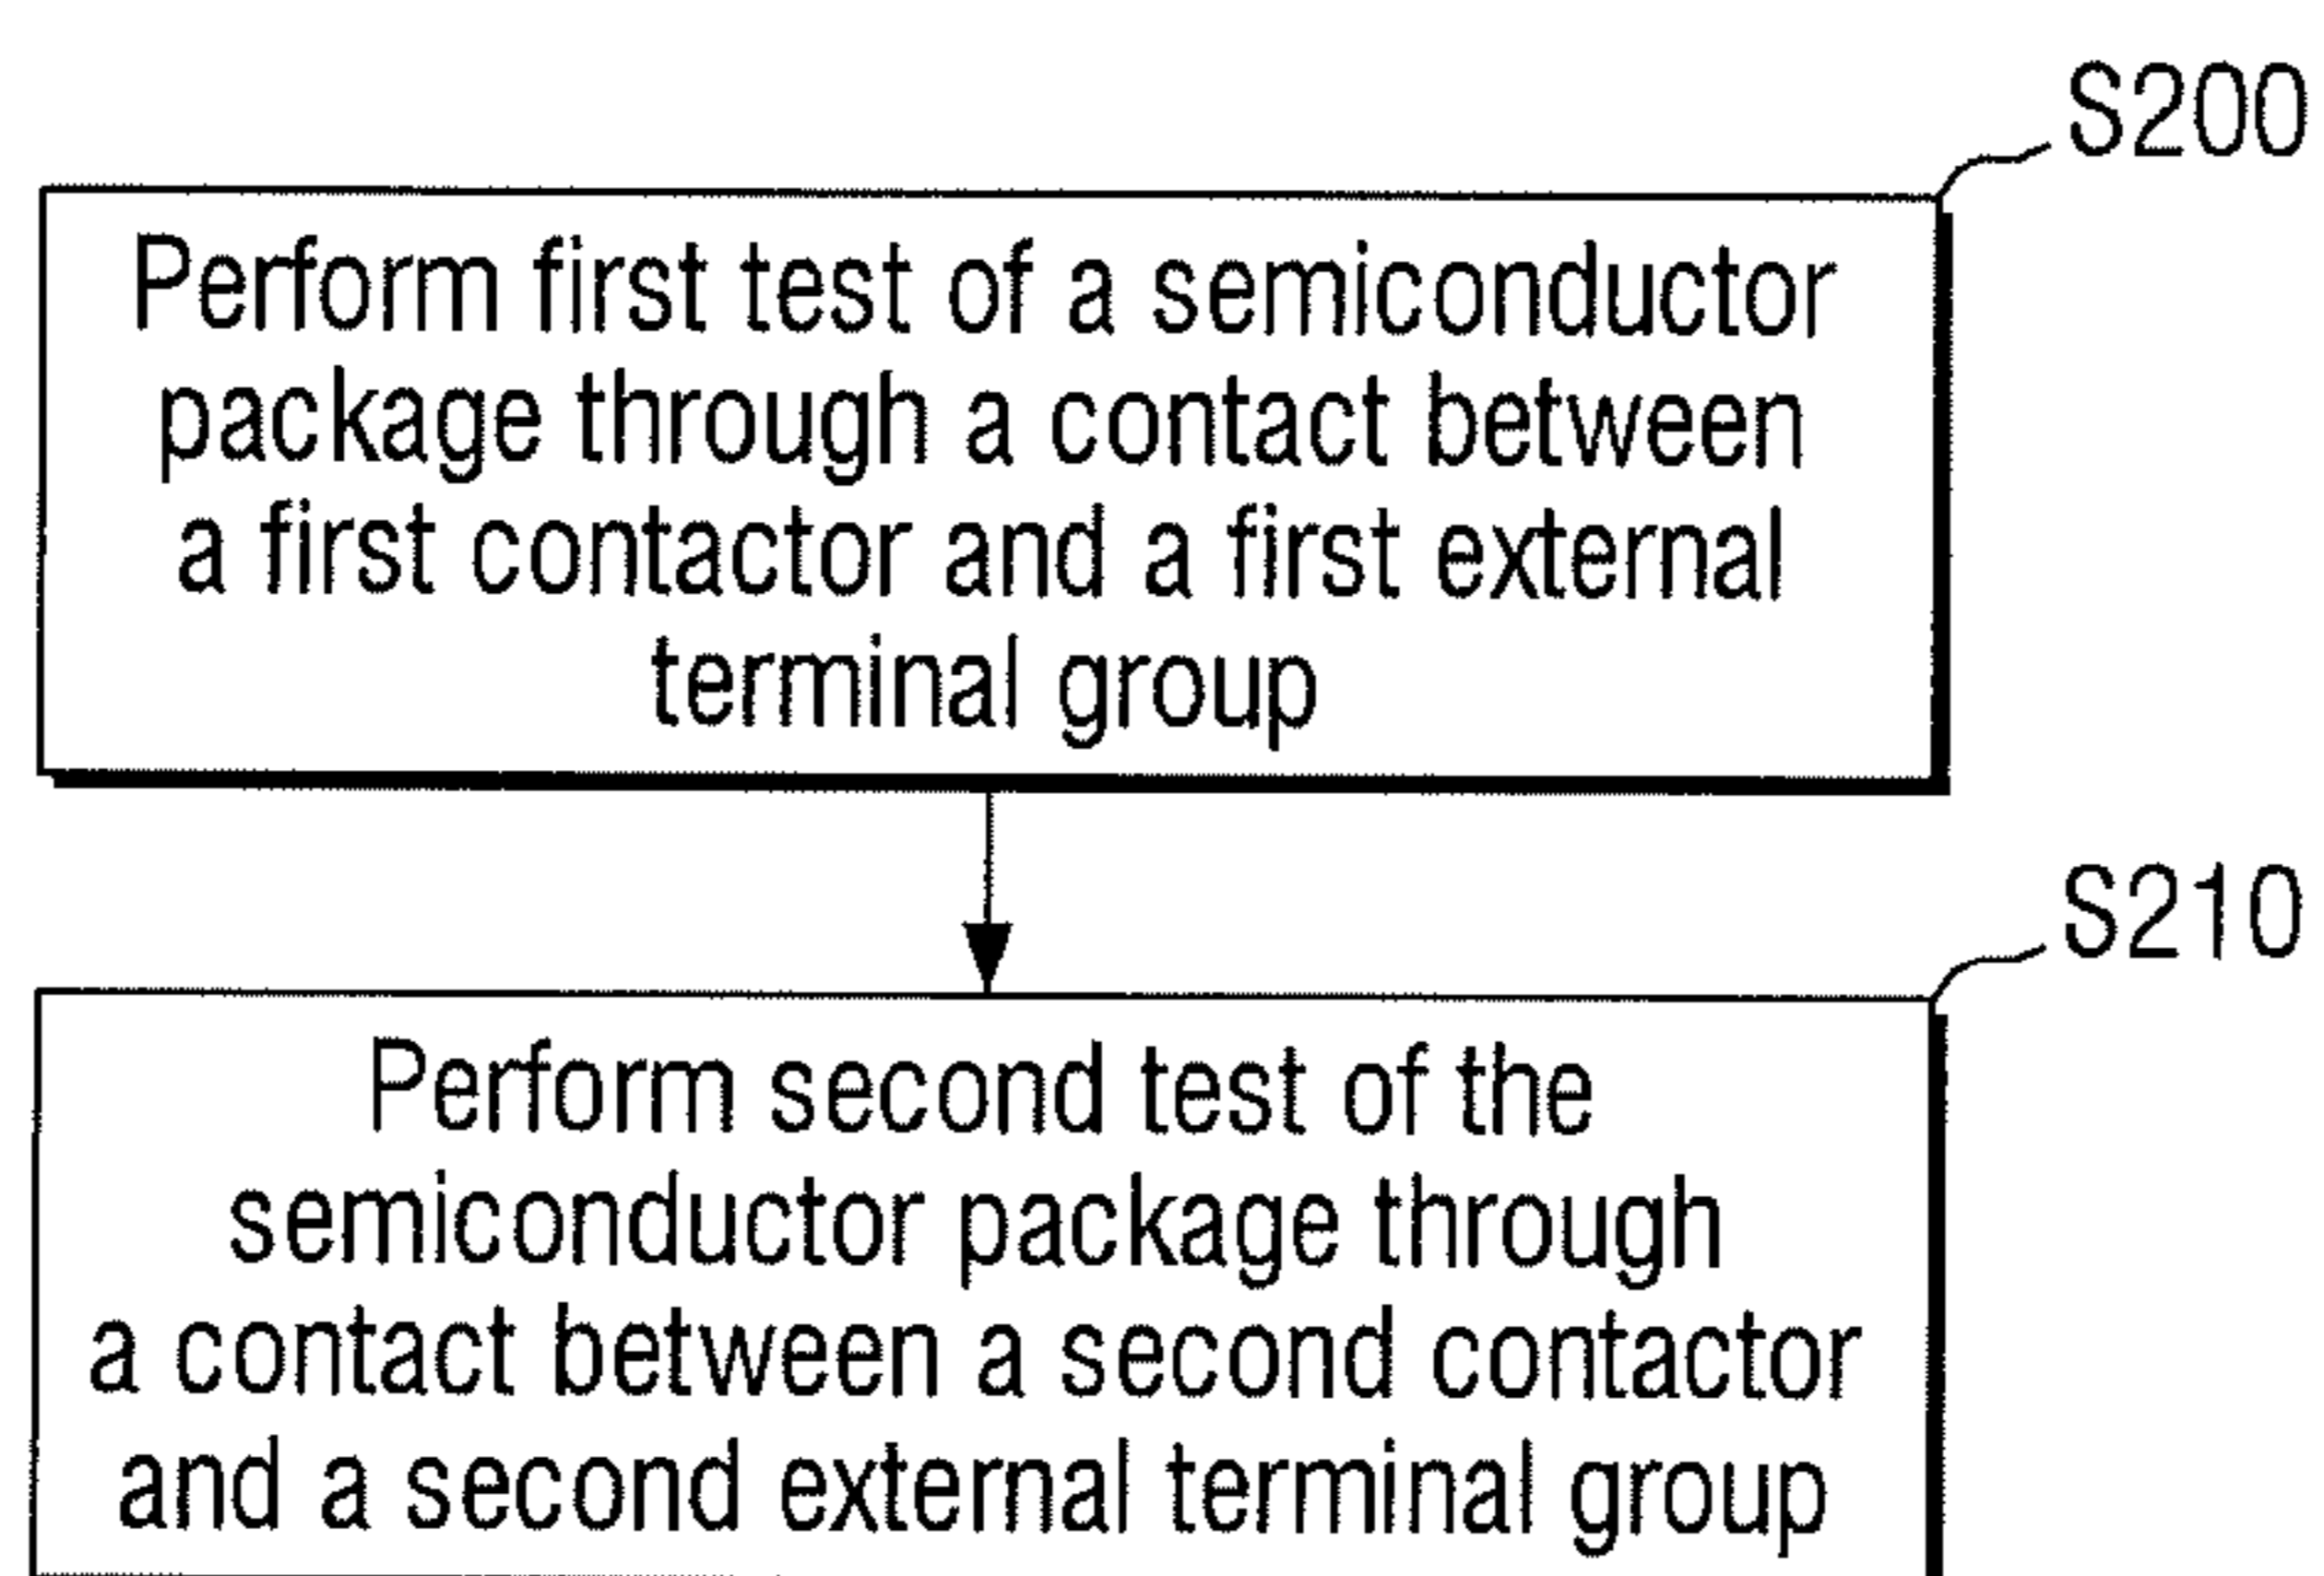 S200
Perform first test of a semiconductor
package through a contact between
a first contactor and a first external
terminal group
S210
Perform second test of the
semiconductor package through
a contact between a second contactor
and a second external terminal group